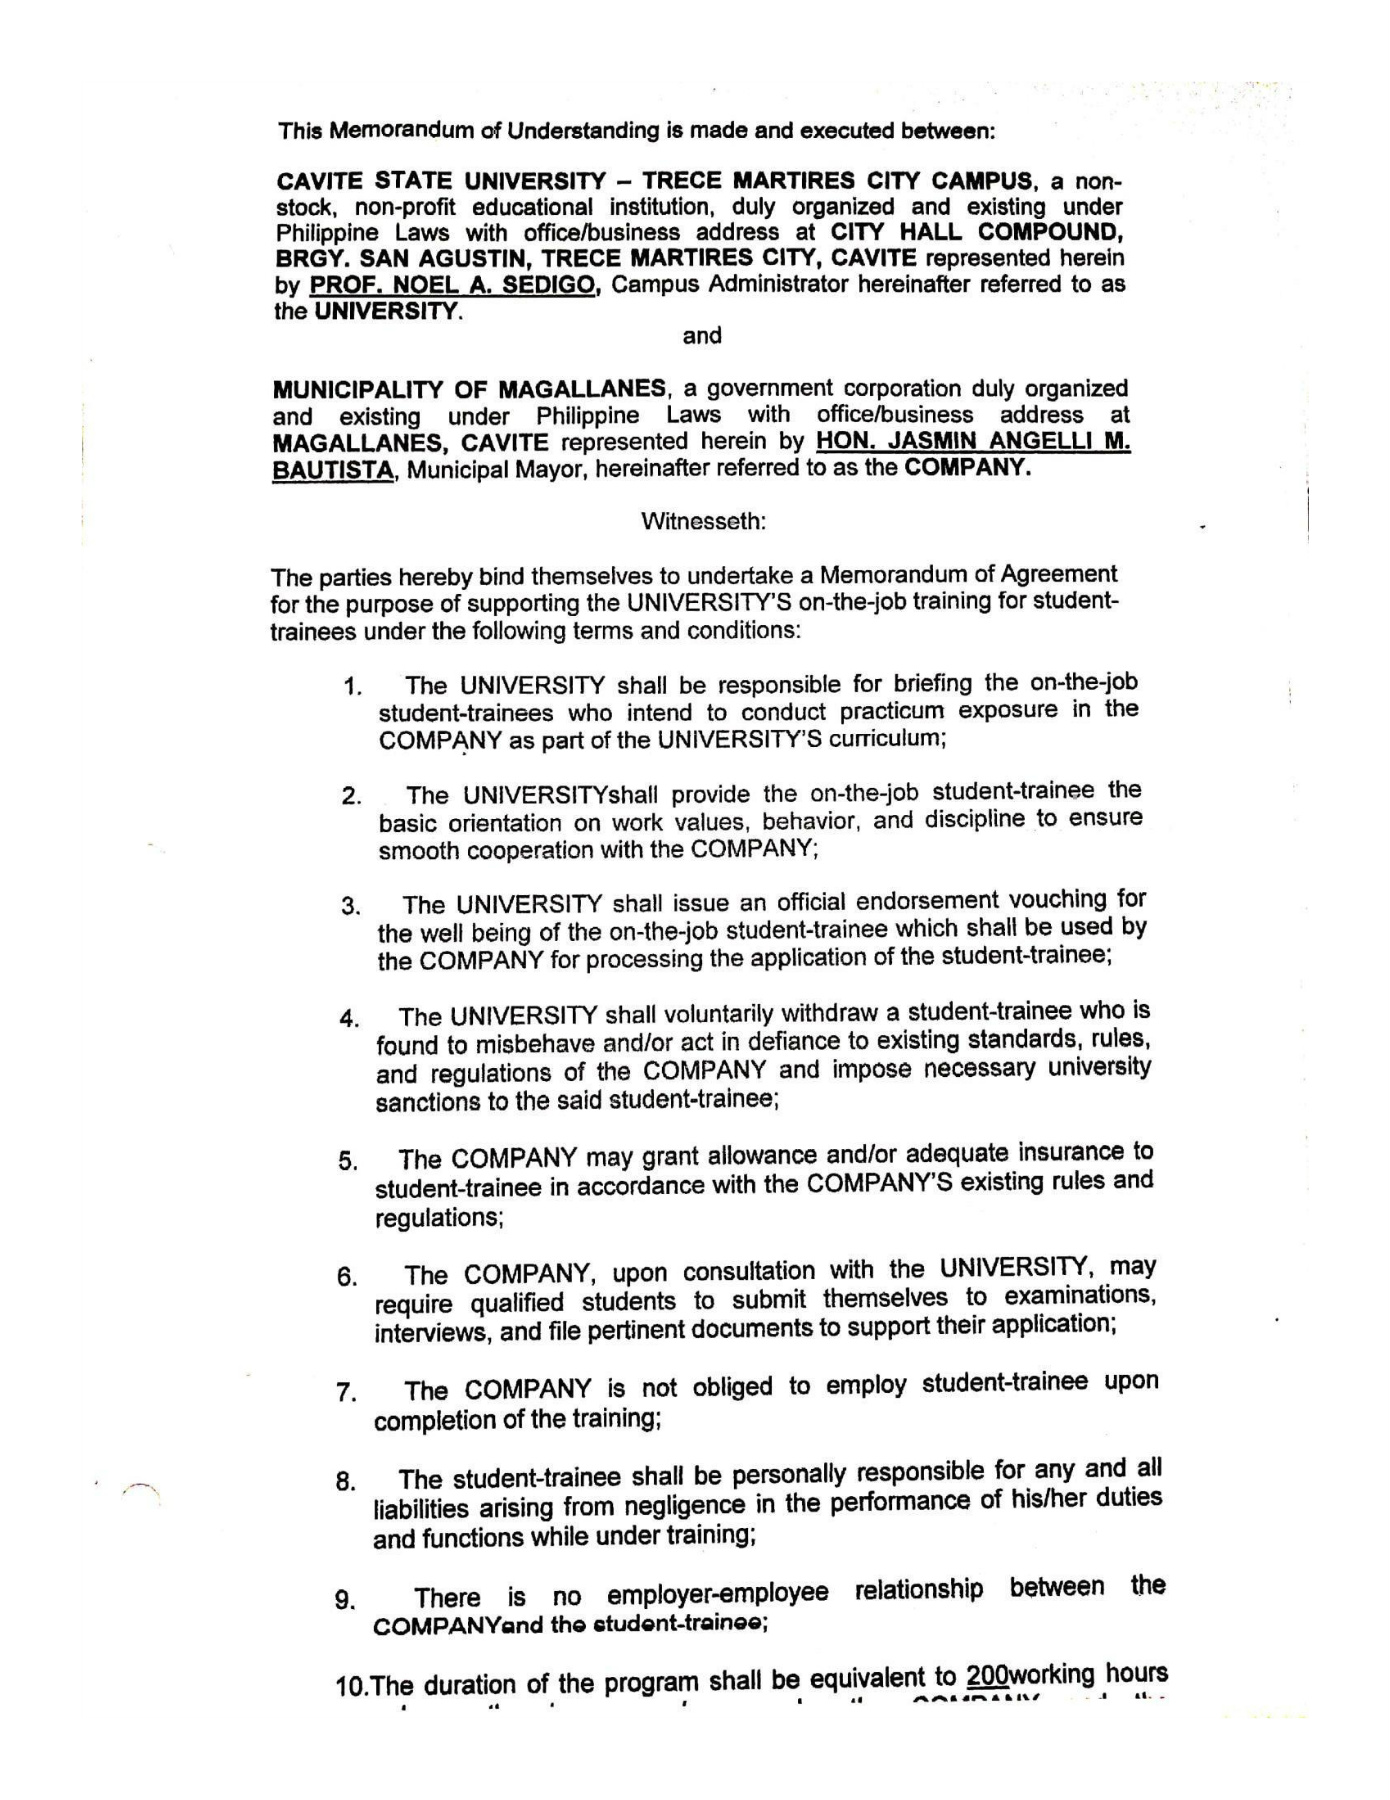 This Memorandum of Understanding is made and executed between:
CAVITE STATE UNIVERSITY – TRECE MARTIRES CITY CAMPUS, a non-
stock, non-profit educational institution, duly organized and existing under
Philippine Laws with office/business address at CITY HALL COMPOUND,
BRGY. SAN AGUSTIN, TRECE MARTIRES CITY, CAVITE represented herein
by PROF. NOEL A. SEDIGO, Campus Administrator hereinafter referred to as
the UNIVERSITY.
and
MUNICIPALITY OF MAGALLANES, a government corporation duly organized
and existing under Philippine Laws with office/business address at
MAGALLANES, CAVITE represented herein by HON. JASMIN ANGELLI M.
BAUTISTA, Municipal Mayor, hereinafter referred to as the COMPANY.
Witnesseth:
The parties hereby bind themselves to undertake a Memorandum of Agreement
for the purpose of supporting the UNIVERSITY'S on-the-job training for student-
trainees under the following terms and conditions:
1. The UNIVERSITY shall be responsible for briefing the on-the-job
student-trainees who intend to conduct practicum exposure in the
COMPANY as part of the UNIVERSITY'S curriculum;
2. The UNIVERSITYshall provide the on-the-job student-trainee the
basic orientation on work values, behavior, and discipline to ensure
smooth cooperation with the COMPANY;
3. The UNIVERSITY shall issue an official endorsement vouching for
the well being of the on-the-job student-trainee which shall be used by
the COMPANY for processing the application of the student-trainee;
4. The UNIVERSITY shall voluntarily withdraw a student-trainee who is
found to misbehave and/or act in defiance to existing standards, rules,
and regulations of the COMPANY and impose necessary university
sanctions to the said student-trainee;
5. The COMPANY may grant allowance and/or adequate insurance to
student-trainee in accordance with the COMPANY'S existing rules and
regulations;
6. The COMPANY, upon consultation with the UNIVERSITY, may
require qualified students to submit themselves to examinations,
interviews, and file pertinent documents to support their application;
7. The COMPANY is not obliged to employ student-trainee upon
completion of the training;
8. The student-trainee shall be personally responsible for any and all
liabilities arising from negligence in the performance of his/her duties
and functions while under training;
9. There is no employer-employee relationship between the
COMPANYand the student-trainee;
10.The duration of the program shall be equivalent to 200working hours